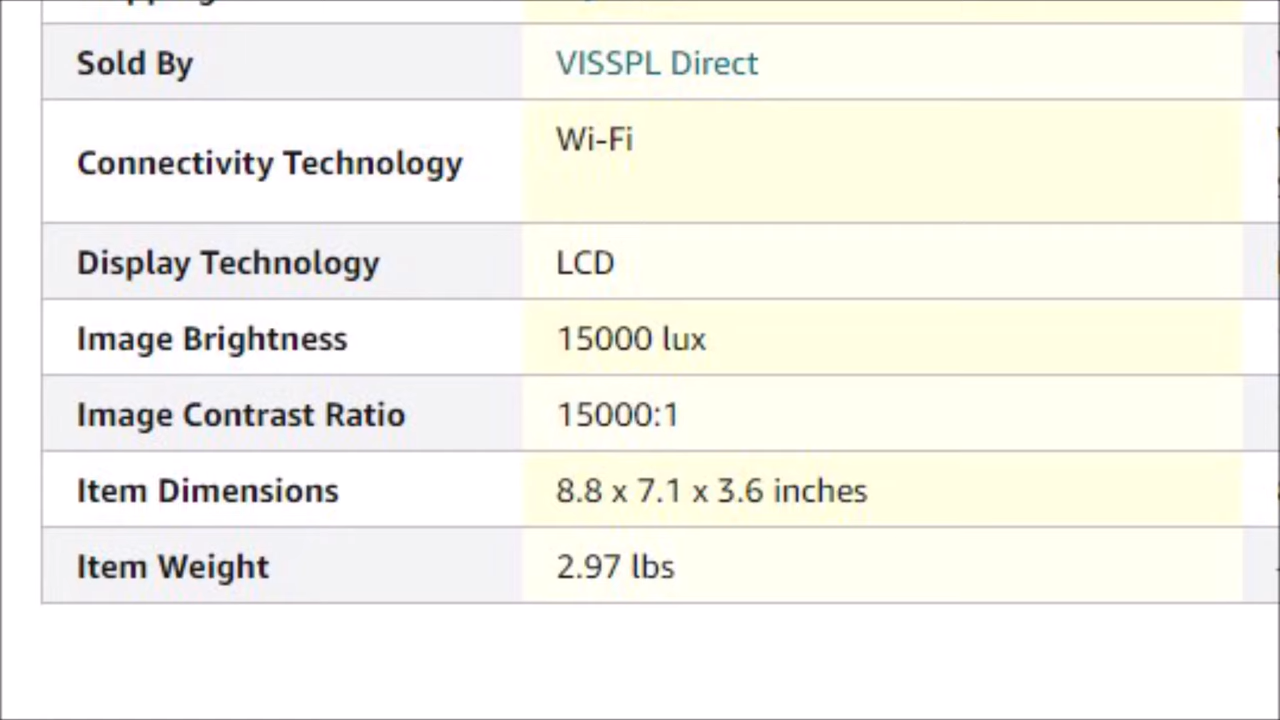 Sold By VISSPL Direct
Connectivity Technology Wi-Fi
Display Technology LCD
Image Brightness 15000 lux
Image Contrast Ratio 15000:1
Item Dimensions 8.8 x 7.1 x 3.6 inches
Item Weight 2.97 lbs